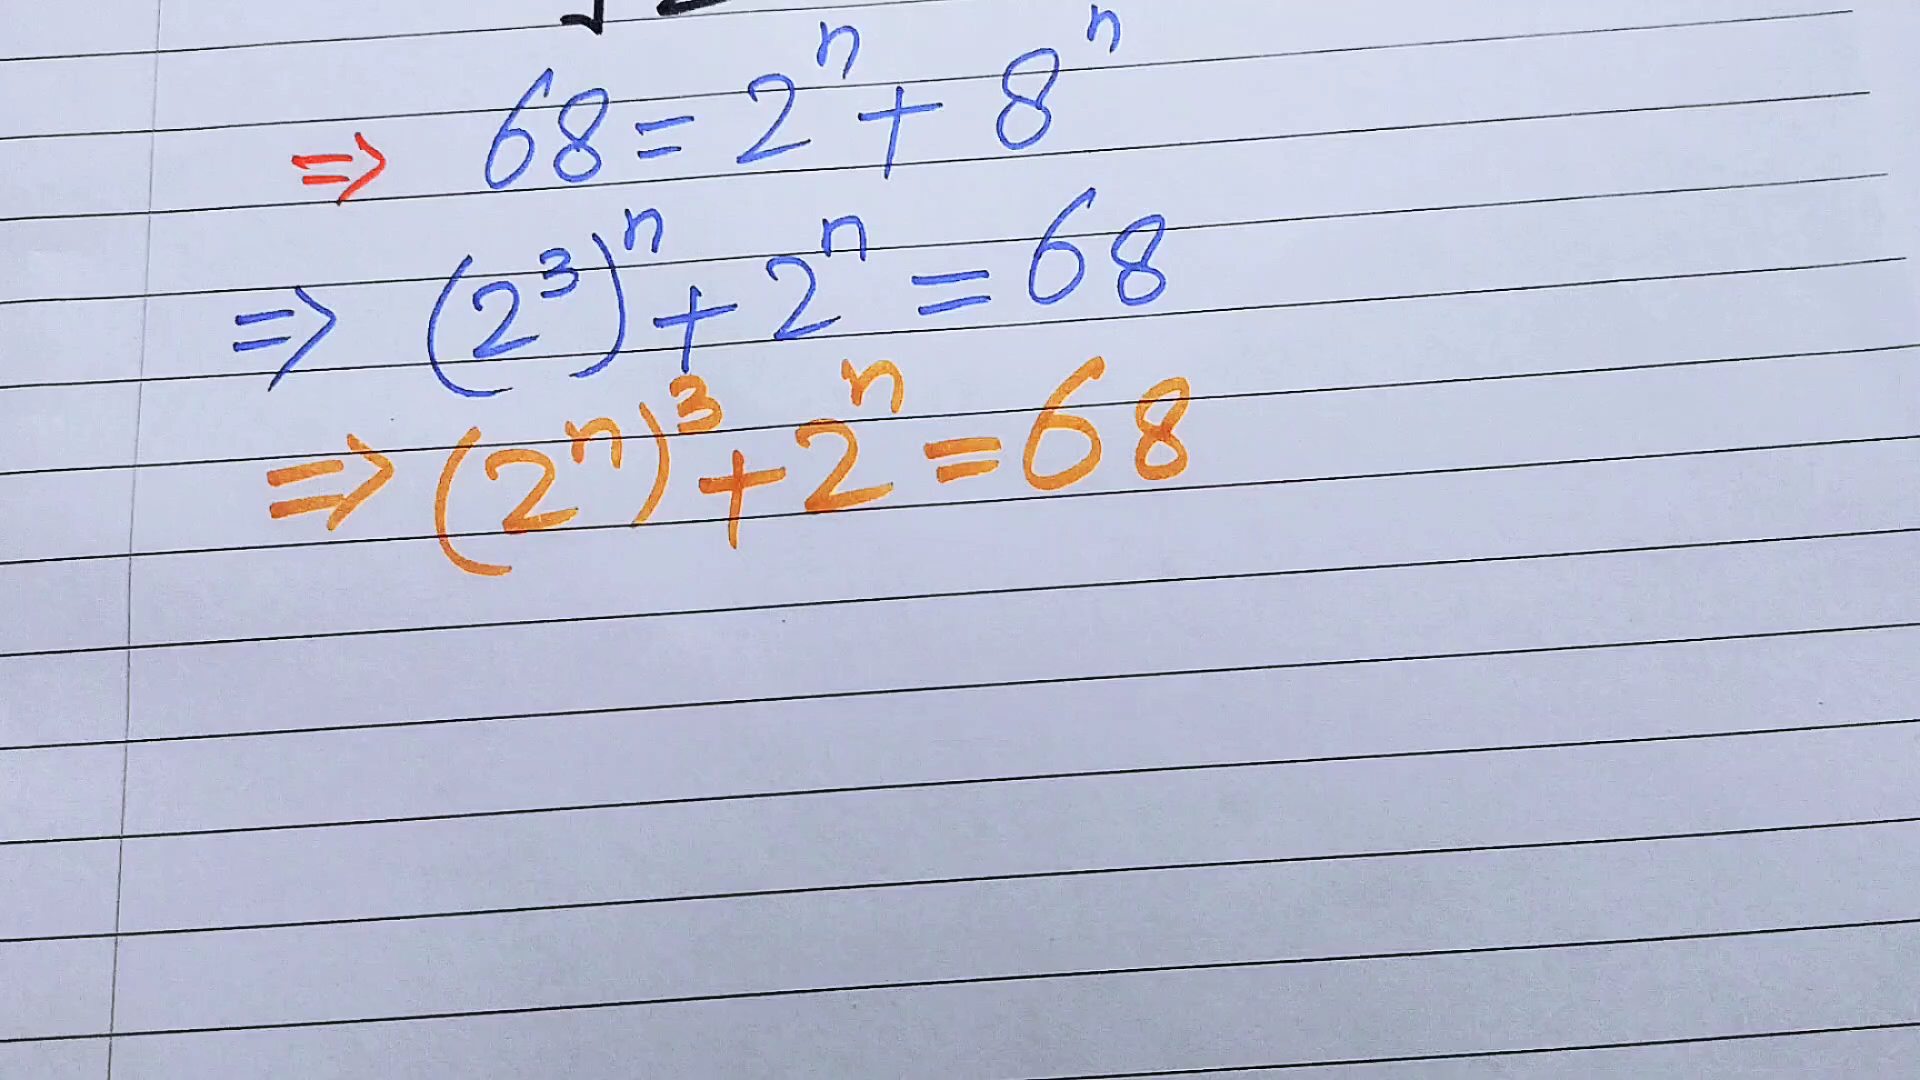 ⇒ 68 = 2ⁿ + 8ⁿ
⇒ (2³)ⁿ + 2ⁿ = 68
⇒ (2ⁿ)³ + 2ⁿ = 68